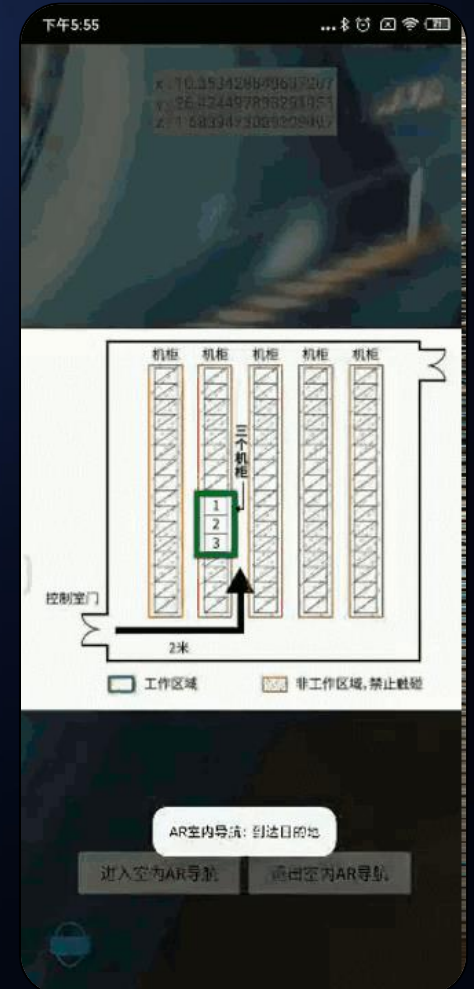 下午5:55
机柜 机柜 机柜 机柜 机柜
三个机柜
1
2
3
控制室门
2米
工作区域 非工作区域,禁止触碰
AR室内导航: 到达目的地
进入室内AR导航 退出室内AR导航